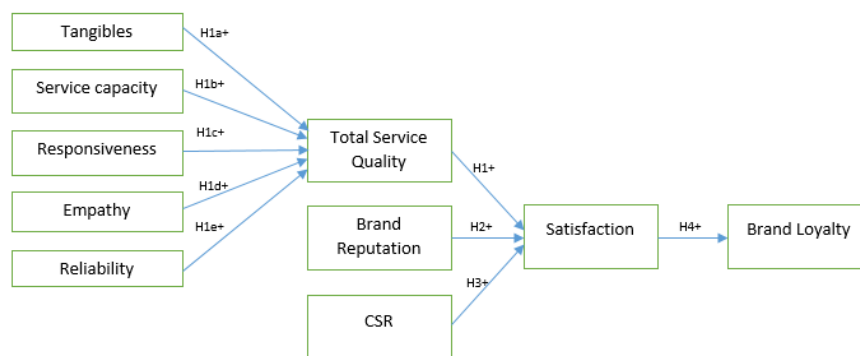 Tangibles
H1a+
Service capacity
H1b+
Responsiveness
H1c+
Empathy
H1d+
Reliability
H1e+
Total Service
Quality
H1+
Brand
Reputation
H2+
CSR
H3+
Satisfaction
H4+
Brand Loyalty